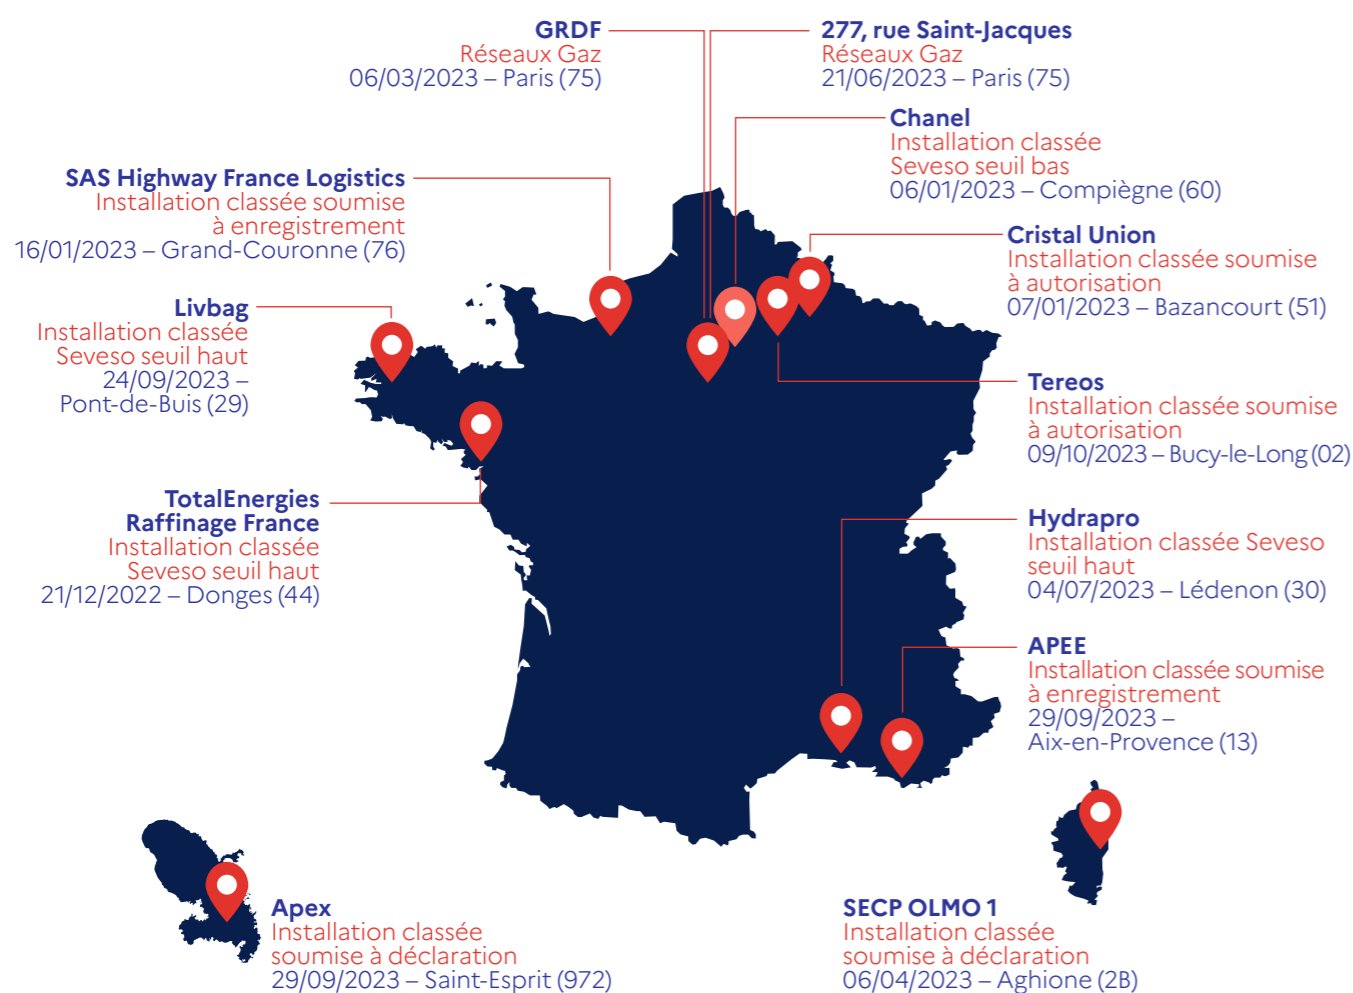 GRDF
Réseaux Gaz
06/03/2023 – Paris (75)
277, rue Saint-Jacques
Réseaux Gaz
21/06/2023 – Paris (75)
Chanel
Installation classée
Seveso seuil bas
06/01/2023 – Compiègne (60)
SAS Highway France Logistics
Installation classée soumise
à enregistrement
16/01/2023 – Grand-Couronne (76)
Cristal Union
Installation classée soumise
à autorisation
07/01/2023 – Bazancourt (51)
Livbag
Installation classée
Seveso seuil haut
24/09/2023 –
Pont-de-Buis (29)
Tereos
Installation classée soumise
à autorisation
09/10/2023 – Bucy-le-Long (02)
TotalEnergies
Raffinage France
Installation classée
Seveso seuil haut
21/12/2022 – Donges (44)
Hydrapro
Installation classée Seveso
seuil haut
04/07/2023 – Lédenon (30)
APEE
Installation classée soumise
à enregistrement
29/09/2023 –
Aix-en-Provence (13)
Apex
Installation classée
soumise à déclaration
29/09/2023 – Saint-Esprit (972)
SECP OLMO 1
Installation classée
soumise à déclaration
06/04/2023 – Aghione (2B)